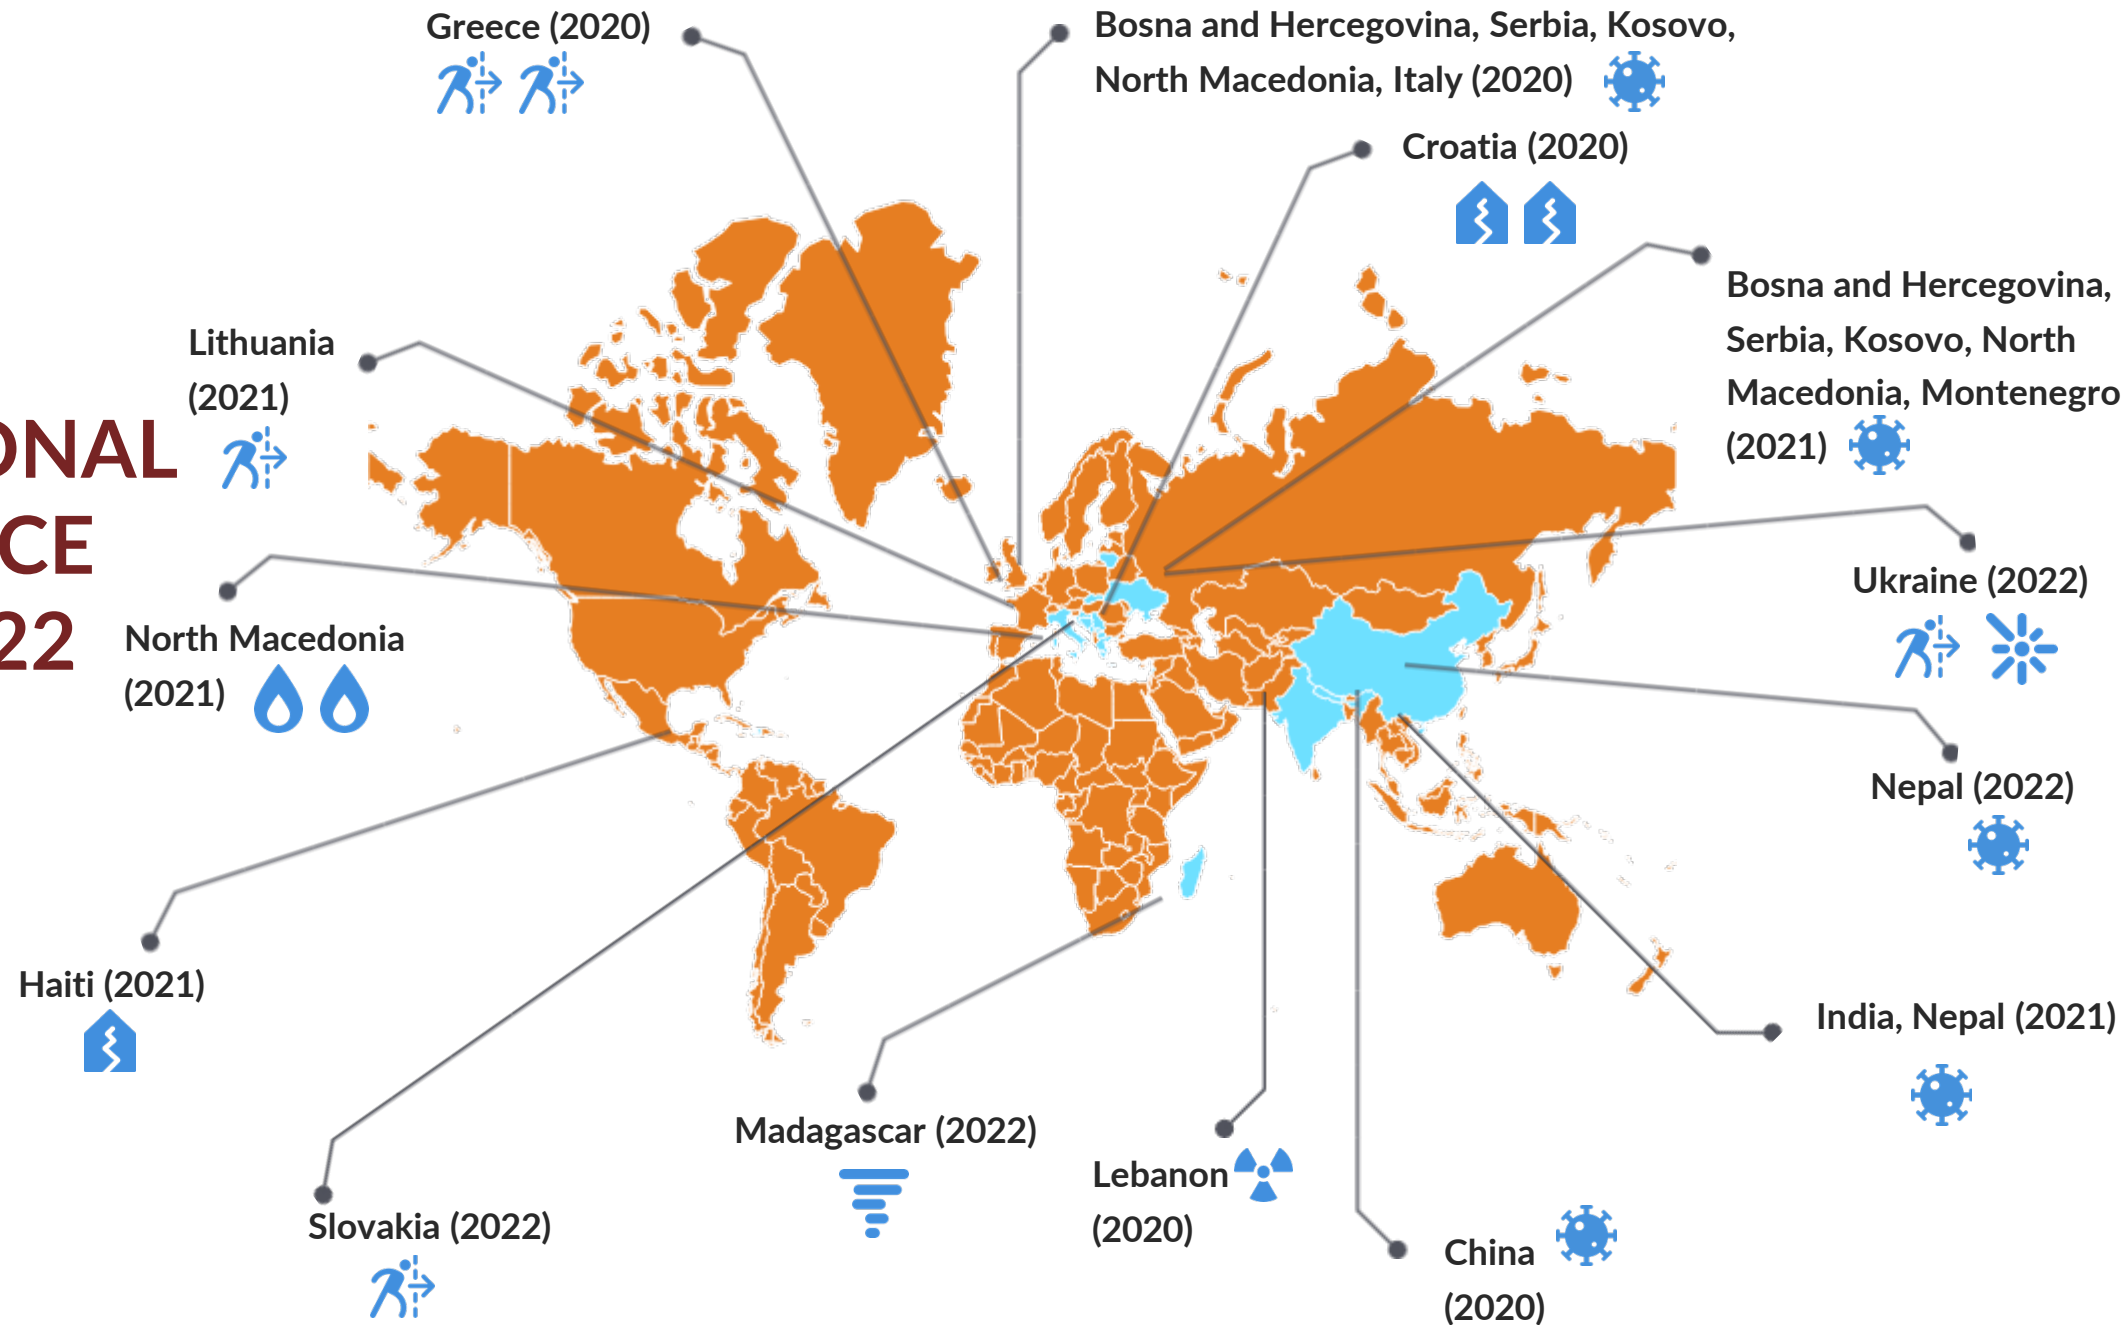 Greece (2020)
Bosna and Hercegovina, Serbia, Kosovo,
North Macedonia, Italy (2020)
Croatia (2020)
Bosna and Hercegovina,
Serbia, Kosovo, North
Macedonia, Montenegro
(2021)
Lithuania
(2021)
ONAL
CE
22
Ukraine (2022)
North Macedonia
(2021)
Nepal (2022)
Haiti (2021)
India, Nepal (2021)
Madagascar (2022)
Lebanon
(2020)
Slovakia (2022)
China
(2020)